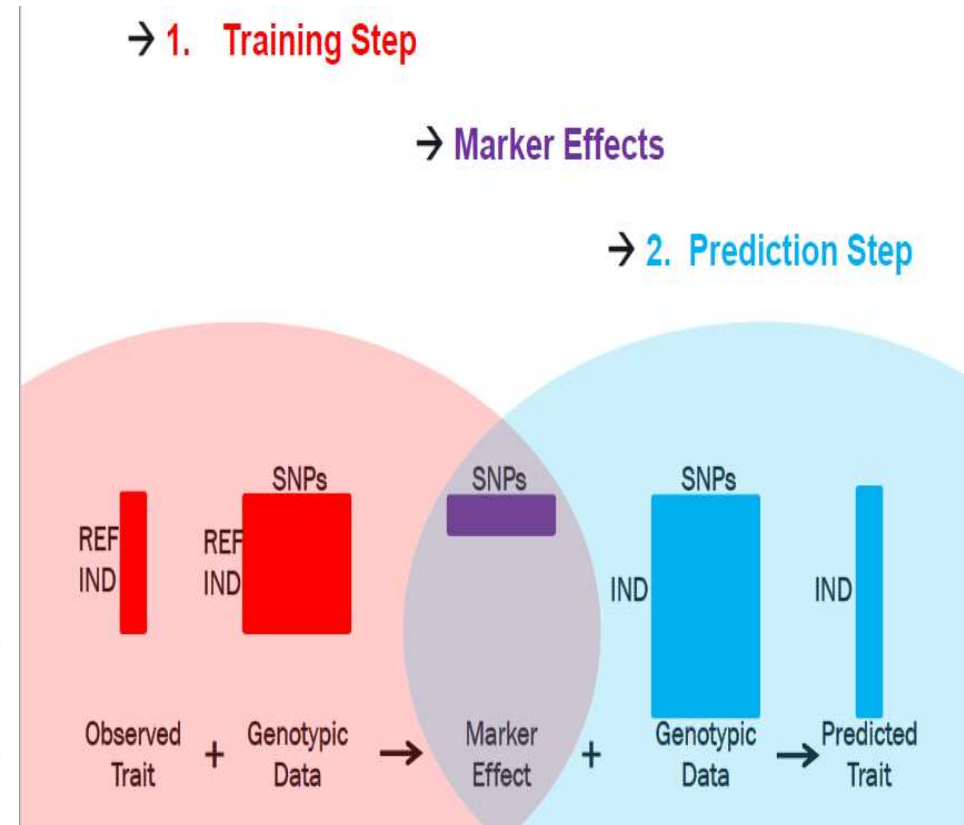 → 1. Training Step
→ Marker Effects
→ 2. Prediction Step
SNPs SNPs SNPs
REF REF
IND IND IND IND
Observed Genotypic Marker Genotypic Predicted
Trait + Data → Effect + Data → Trait